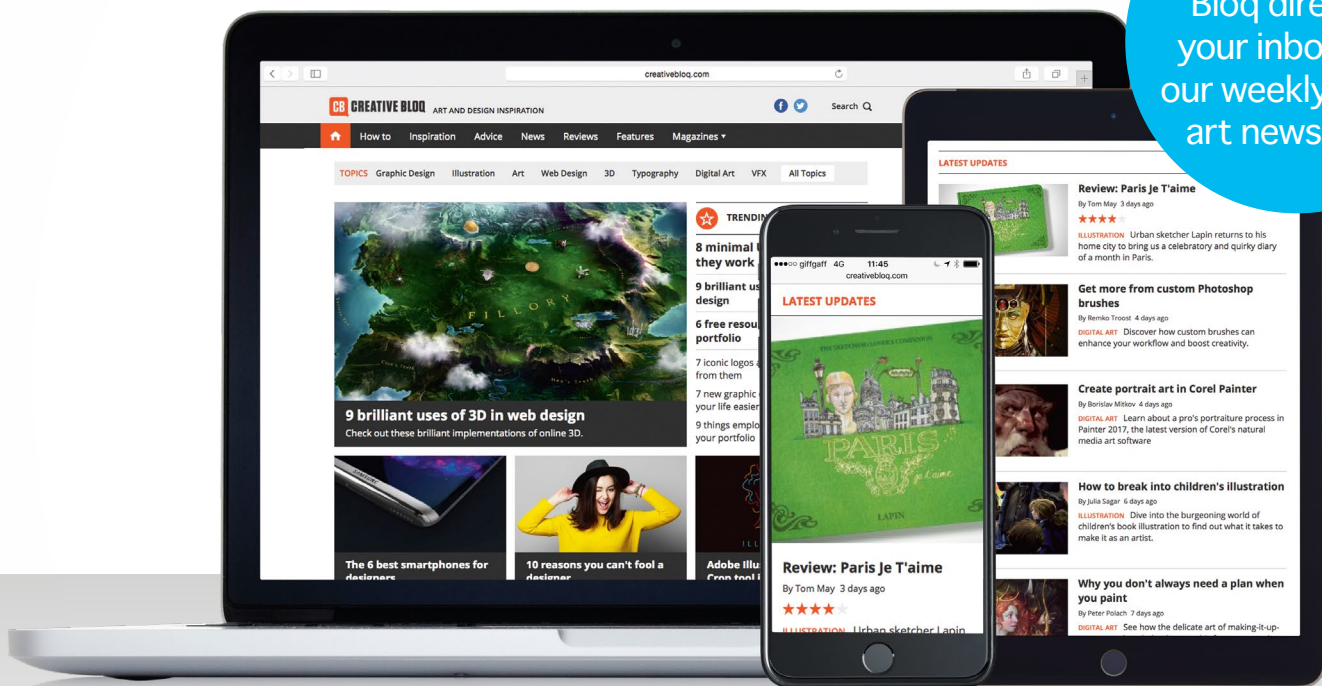 Bloq dire
your inbo
our weekly
art news
creativebloq.com
CB CREATIVE BLOQ ART AND DESIGN INSPIRATION
Search
How to Inspiration Advice News Reviews Features Magazines
TOPICS Graphic Design Illustration Art Web Design 3D Typography Digital Art VFX All Topics
FILLORY
9 brilliant uses of 3D in web design
Check out these brilliant implementations of online 3D.
TRENDIN
8 minimal
they work
9 brilliant us
design
6 free resou
portfolio
7 iconic logos
from them
7 new graphic
your life easier
9 things emplo
your portfolio
SAMSUNG
The 6 best smartphones for
designers
10 reasons you can't fool a
designer
ILL
Adobe Illu
Crop tool i
giffgaff 4G 11:45
creativebloq.com
LATEST UPDATES
THE SKETCHBOOK LOVER'S COMPANION
PARIS
je t'aime
LAPIN
Review: Paris Je T'aime
By Tom May 3 days ago
ILLUSTRATION Urban sketcher Lapin
LATEST UPDATES
Review: Paris Je T'aime
By Tom May 3 days ago
ILLUSTRATION Urban sketcher Lapin returns to his
home city to bring us a celebratory and quirky diary
of a month in Paris.
Get more from custom Photoshop
brushes
By Remko Troost 4 days ago
DIGITAL ART Discover how custom brushes can
enhance your workflow and boost creativity.
Create portrait art in Corel Painter
By Borislav Mitkov 4 days ago
DIGITAL ART Learn about a pro's portraiture process in
Painter 2017, the latest version of Corel's natural
media art software
How to break into children's illustration
By Julia Sagar 6 days ago
ILLUSTRATION Dive into the burgeoning world of
children's book illustration to find out what it takes to
make it as an artist.
Why you don't always need a plan when
you paint
By Peter Polach 7 days ago
DIGITAL ART See how the delicate art of making-it-up-